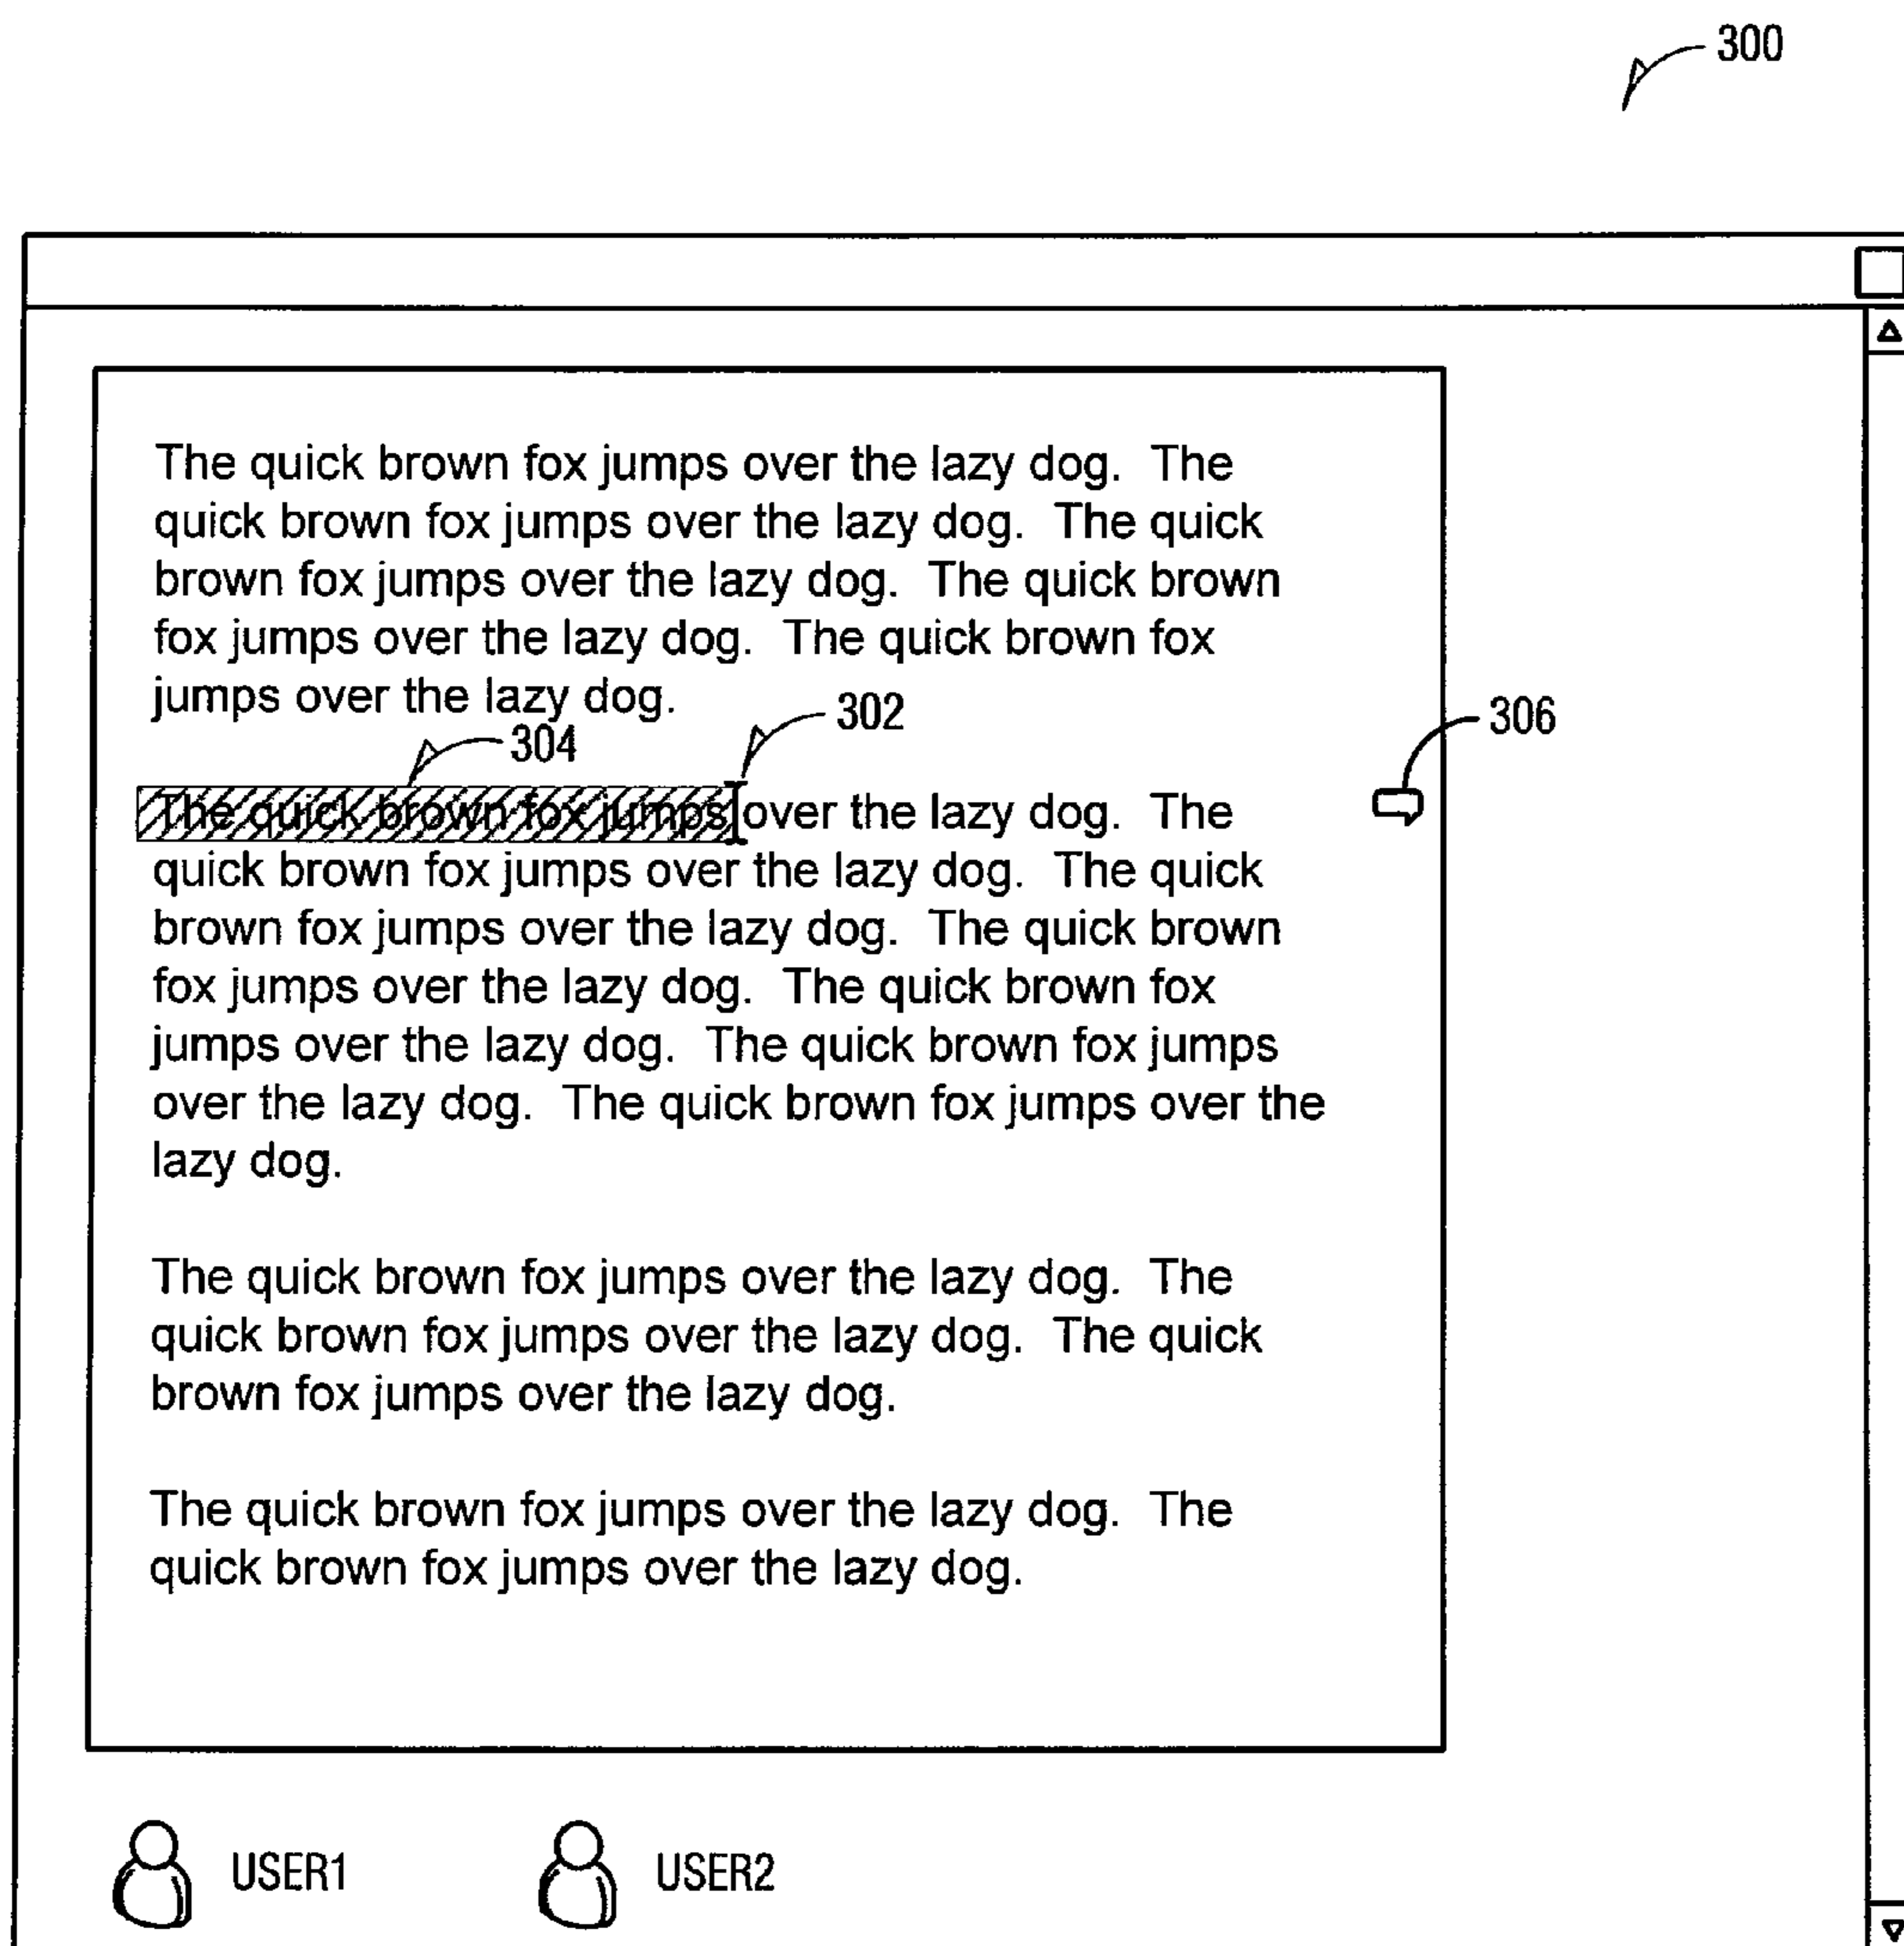 300
The quick brown fox jumps over the lazy dog. The
quick brown fox jumps over the lazy dog. The quick
brown fox jumps over the lazy dog. The quick brown
fox jumps over the lazy dog. The quick brown fox
jumps over the lazy dog.
302
304
306
The quick brown fox jumps over the lazy dog. The
quick brown fox jumps over the lazy dog. The quick
brown fox jumps over the lazy dog. The quick brown
fox jumps over the lazy dog. The quick brown fox
jumps over the lazy dog. The quick brown fox jumps
over the lazy dog. The quick brown fox jumps over the
lazy dog.
The quick brown fox jumps over the lazy dog. The
quick brown fox jumps over the lazy dog. The quick
brown fox jumps over the lazy dog.
The quick brown fox jumps over the lazy dog. The
quick brown fox jumps over the lazy dog.
USER1 USER2